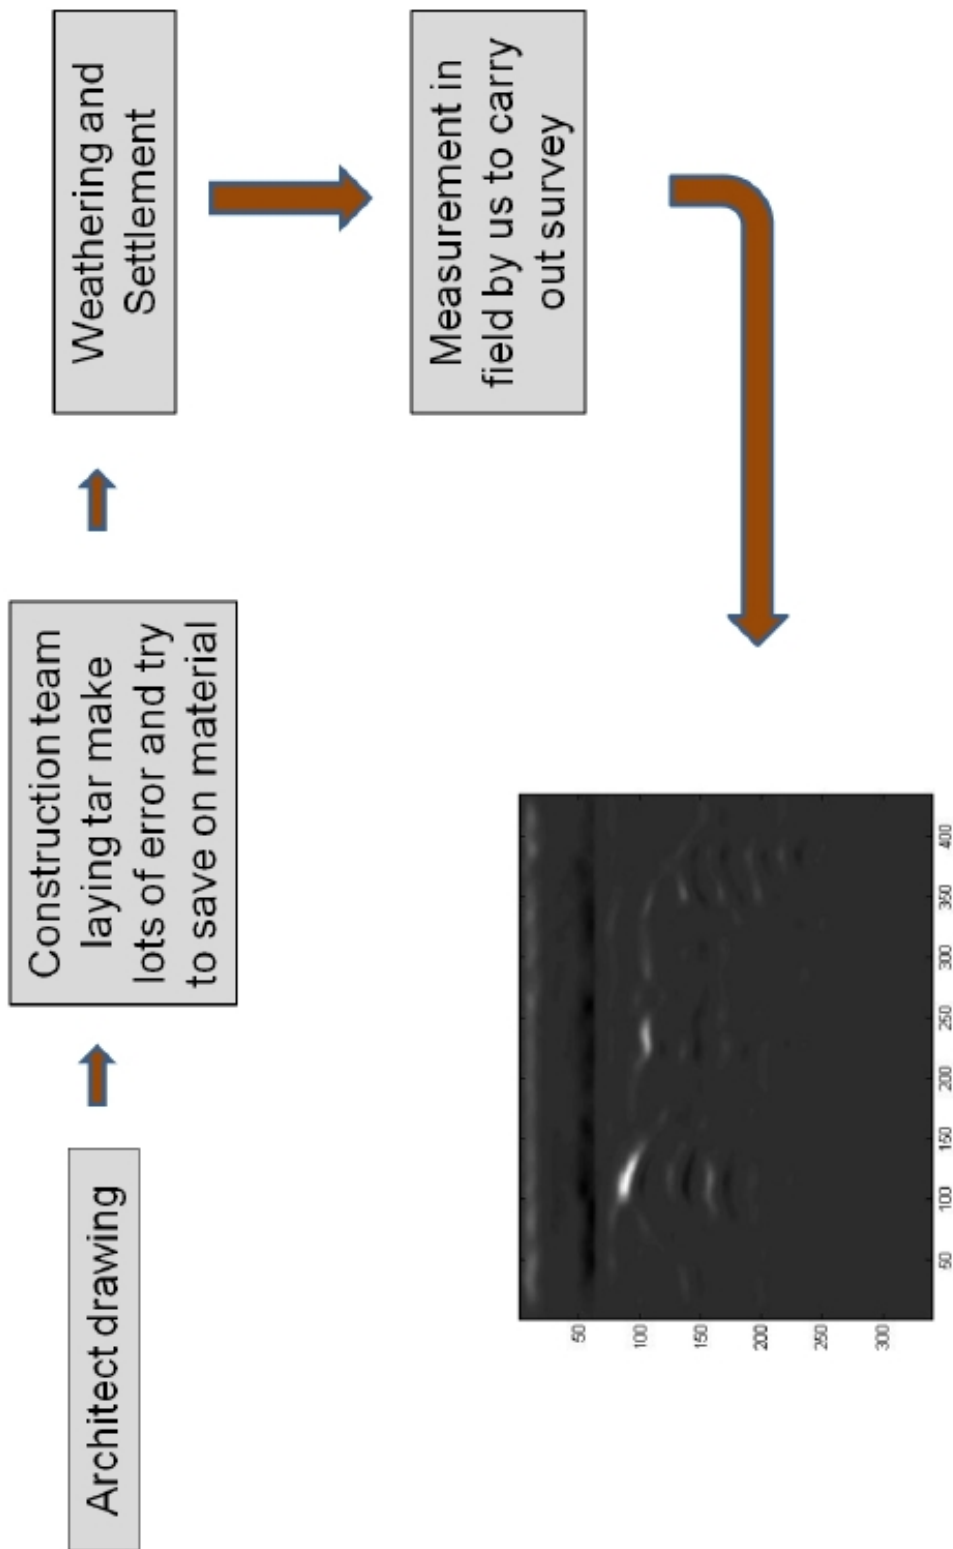 Architect drawing
Construction team
laying tar make
lots of error and try
to save on material
Weathering and
Settlement
Measurement in
field by us to carry
out survey
50
100
150
200
250
300
50
100
150
200
250
300
350
400